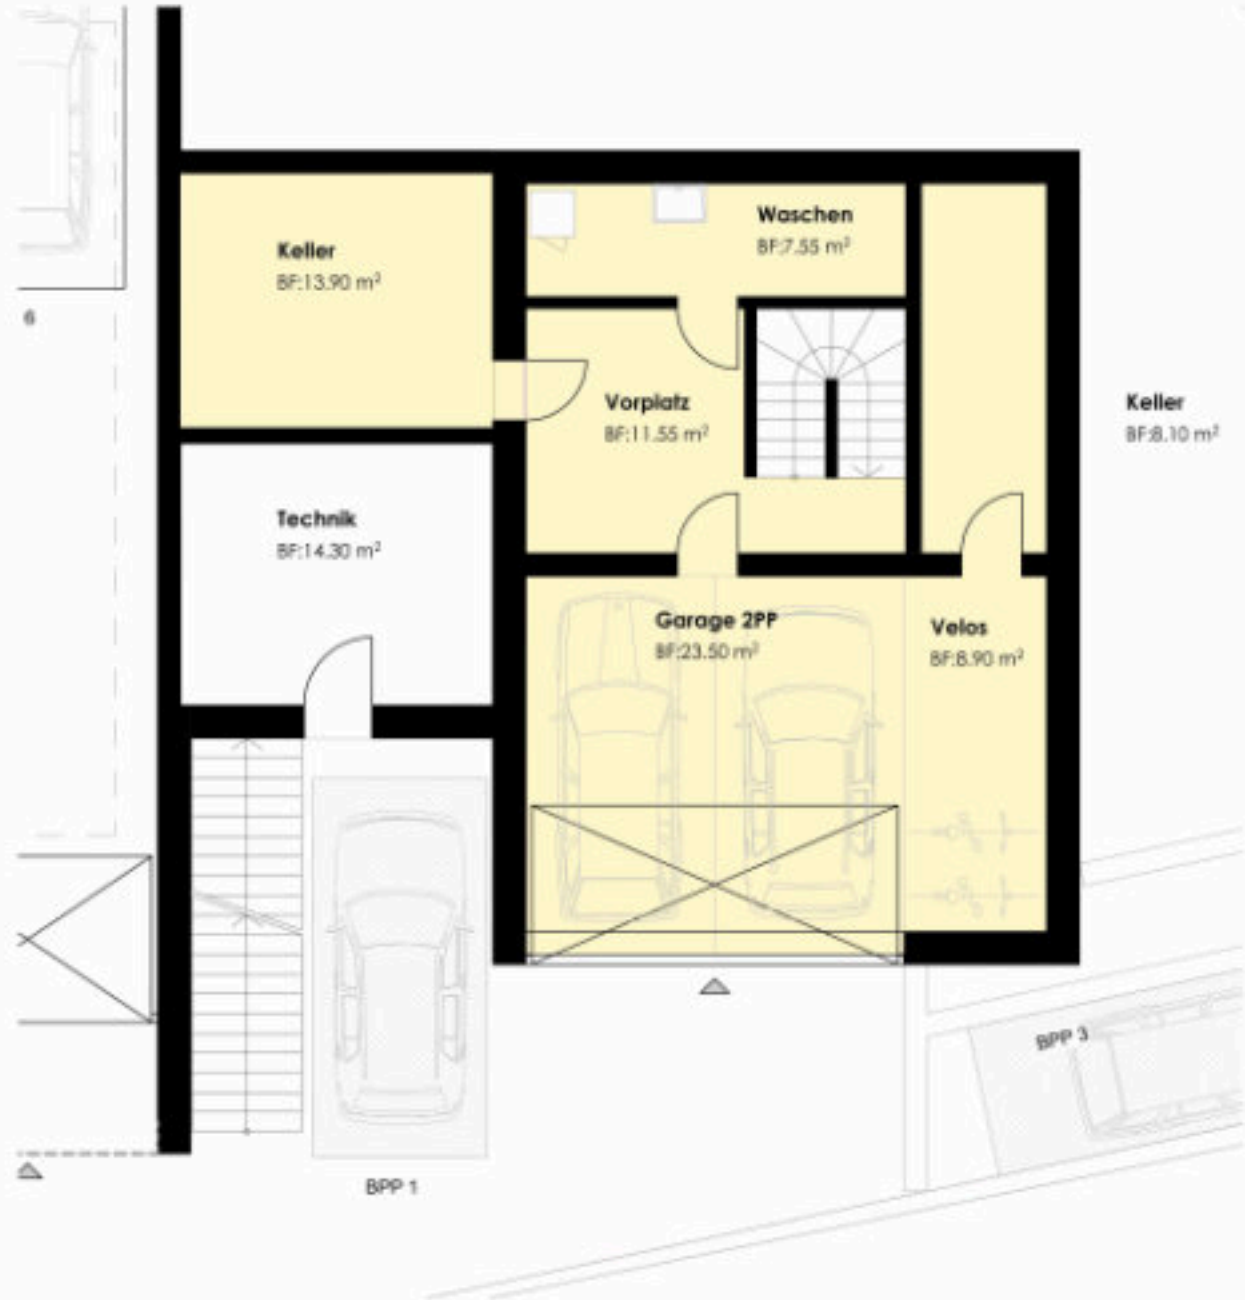 Waschen
BF:7.55 m²
Keller
BF:13.90 m²
6
Vorplatz
BF:11.55 m²
Keller
BF:8.10 m²
Technik
BF:14.30 m²
Garage 2PP
BF:23.50 m²
Velos
BF:8.90 m²
BPP 3
BPP 1